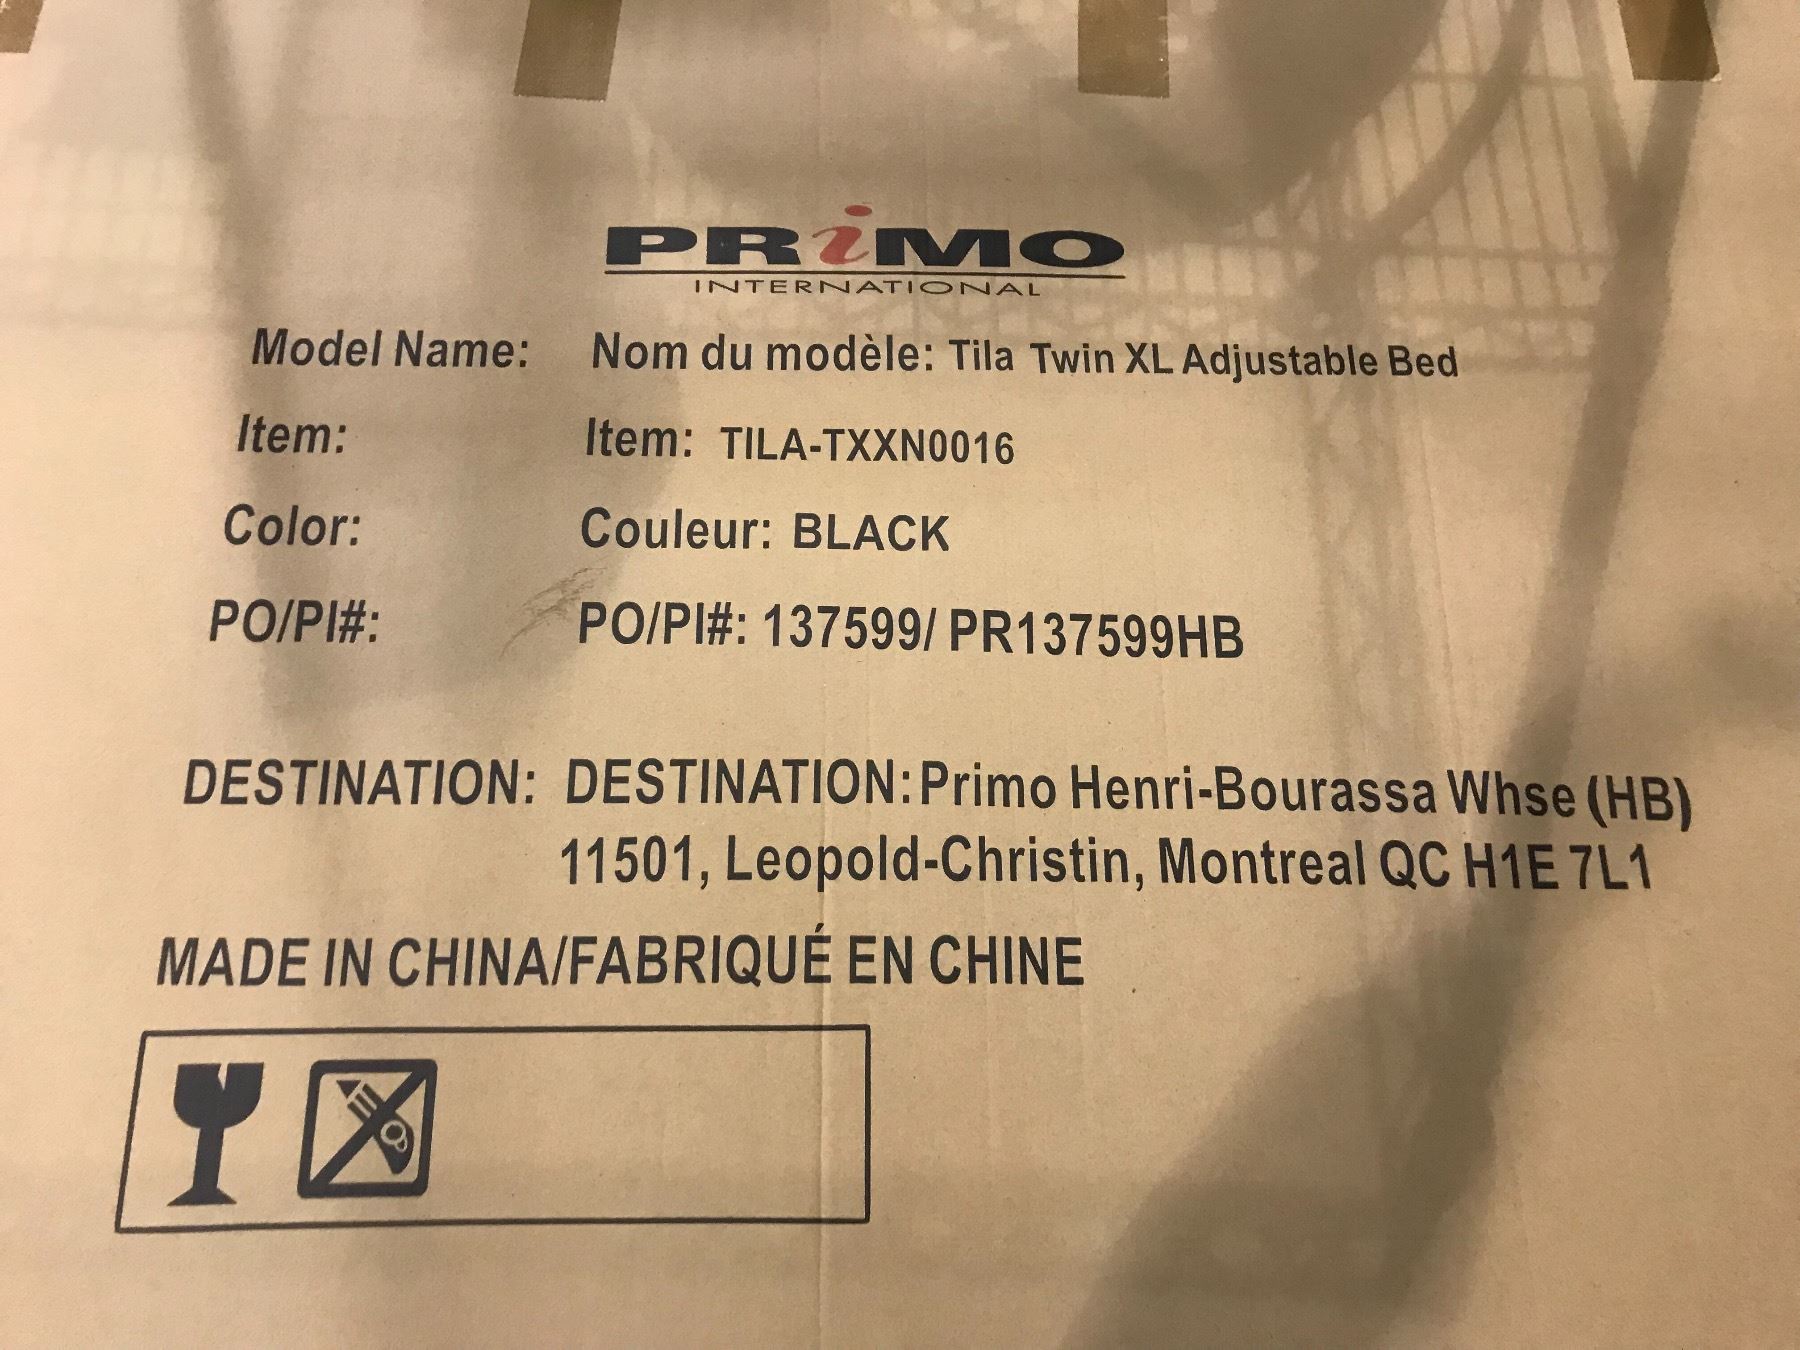 PRiMO
INTERNATIONAL
Model Name: Nom du modèle: Tila Twin XL Adjustable Bed
Item: Item: TILA-TXXN0016
Color: Couleur: BLACK
PO/PI#: PO/PI#: 137599/ PR137599HB
DESTINATION: DESTINATION: Primo Henri-Bourassa Whse (HB)
11501, Leopold-Christin, Montreal QC H1E 7L1
MADE IN CHINA/FABRIQUÉ EN CHINE